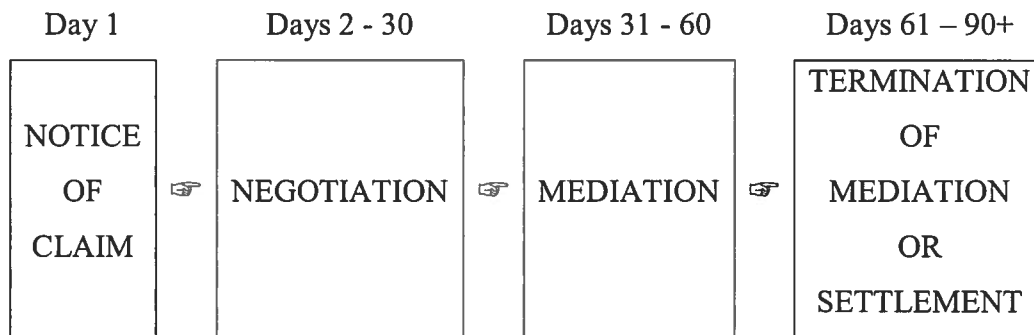 Day 1
Days 2 - 30
Days 31 - 60
Days 61 – 90+
NOTICE
OF
CLAIM
☞
NEGOTIATION
☞
MEDIATION
☞
TERMINATION
OF
MEDIATION
OR
SETTLEMENT